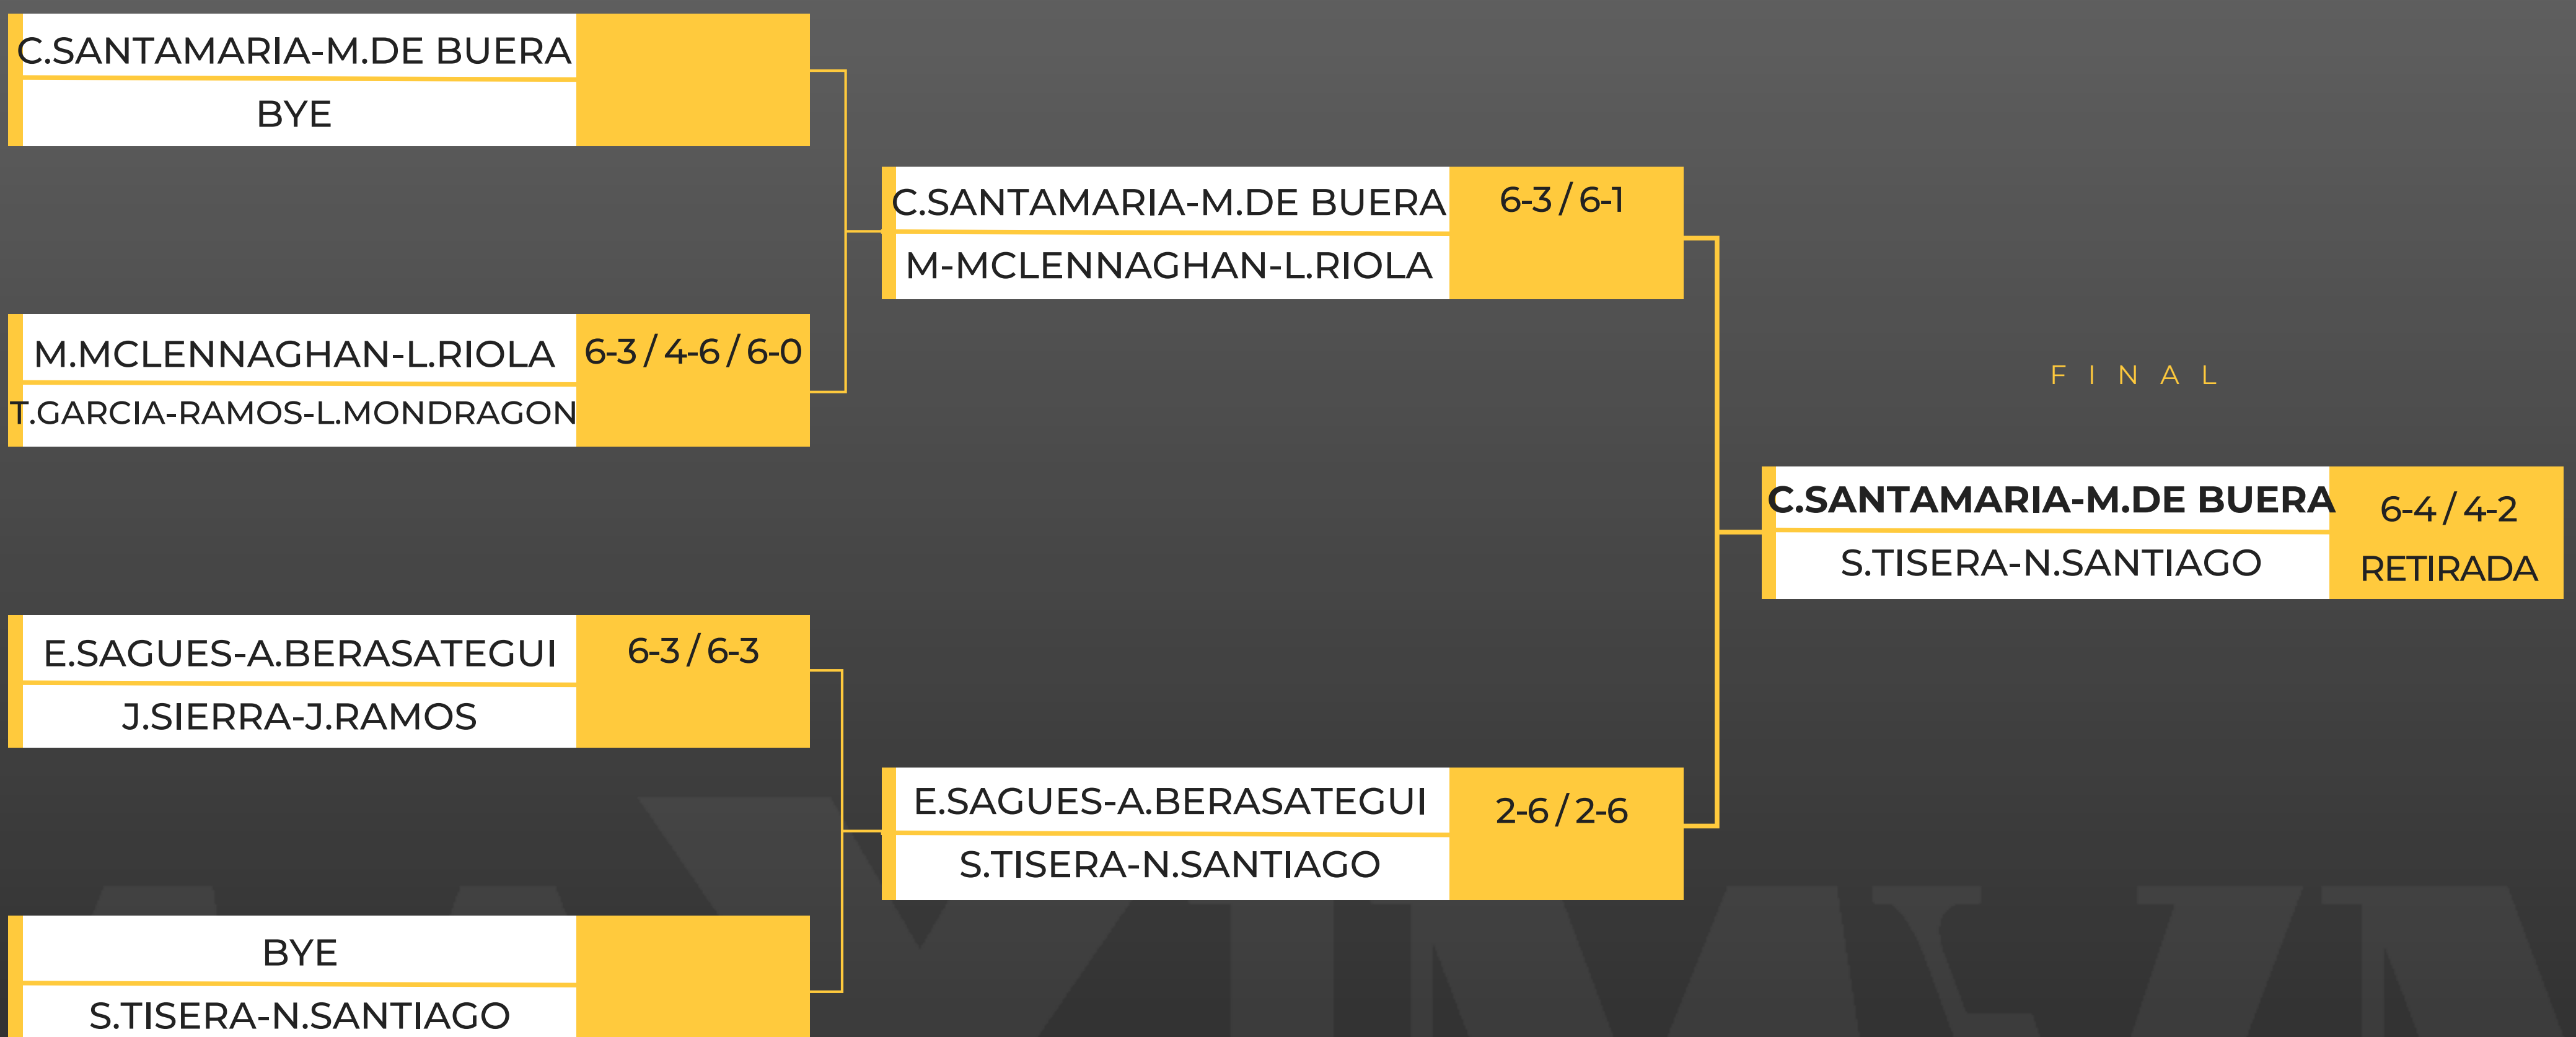 C.SANTAMARIA-M.DE BUERA
BYE
M.MCLENNAGHAN-L.RIOLA 6-3 / 4-6 / 6-0
T.GARCIA-RAMOS-L.MONDRAGON
E.SAGUES-A.BERASATEGUI 6-3 / 6-3
J.SIERRA-J.RAMOS
BYE
S.TISERA-N.SANTIAGO
C.SANTAMARIA-M.DE BUERA 6-3 / 6-1
M-MCLENNAGHAN-L.RIOLA
E.SAGUES-A.BERASATEGUI 2-6 / 2-6
S.TISERA-N.SANTIAGO
FINAL
C.SANTAMARIA-M.DE BUERA 6-4 / 4-2
S.TISERA-N.SANTIAGO RETIRADA